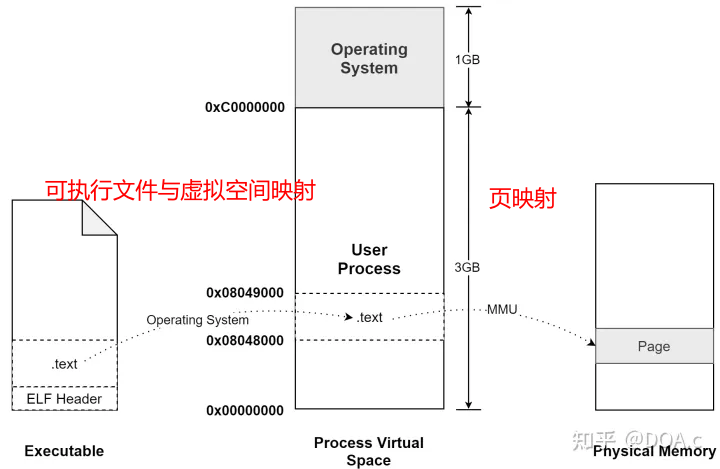 Operating
System
1GB
0xC0000000
可执行文件与虚拟空间映射
页映射
User
Process
3GB
0x08049000
Operating System
.text
MMU
0x08048000
Page
.text
ELF Header
0x00000000
Executable
Process Virtual
Space
Physical Memory
知乎 @DOA.c